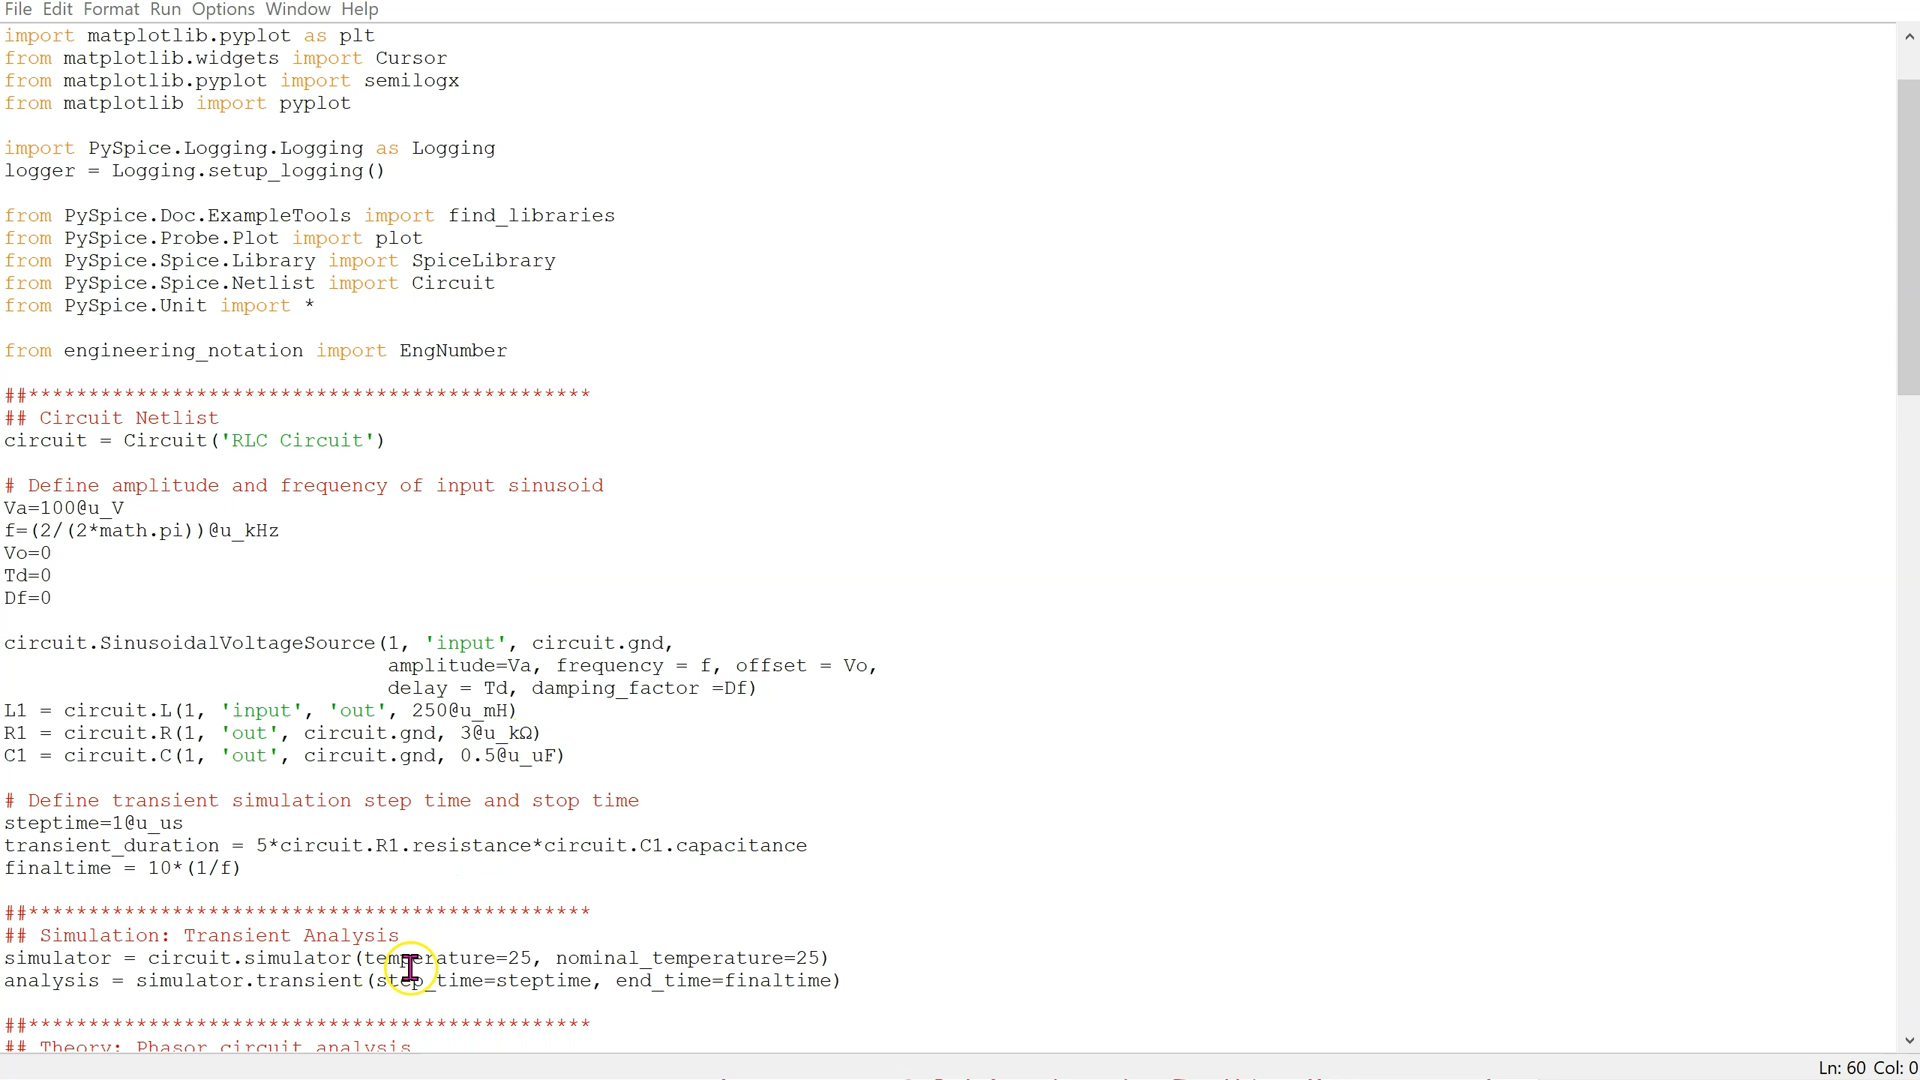 File Edit Format Run Options Window Help
import matplotlib.pyplot as plt
from matplotlib.widgets import Cursor
from matplotlib.pyplot import semilogx
from matplotlib import pyplot
import PySpice.Logging.Logging as Logging
logger = Logging.setup_logging()
from PySpice.Doc.ExampleTools import find_libraries
from PySpice.Probe.Plot import plot
from PySpice.Spice.Library import SpiceLibrary
from PySpice.Spice.Netlist import Circuit
from PySpice.Unit import *
from engineering_notation import EngNumber
##***********************************************
## Circuit Netlist
circuit = Circuit('RLC Circuit')
# Define amplitude and frequency of input sinusoid
Va=100@u_V
f=(2/(2*math.pi))@u_kHz
Vo=0
Td=0
Df=0
circuit.SinusoidalVoltageSource(1, 'input', circuit.gnd,
amplitude=Va, frequency = f, offset = Vo,
delay = Td, damping_factor =Df)
L1 = circuit.L(1, 'input', 'out', 250@u_mH)
R1 = circuit.R(1, 'out', circuit.gnd, 3@u_kΩ)
C1 = circuit.C(1, 'out', circuit.gnd, 0.5@u_uF)
# Define transient simulation step time and stop time
steptime=1@u_us
transient_duration = 5*circuit.R1.resistance*circuit.C1.capacitance
finaltime = 10*(1/f)
##***********************************************
## Simulation: Transient Analysis
simulator = circuit.simulator(temperature=25, nominal_temperature=25)
analysis = simulator.transient(step_time=steptime, end_time=finaltime)
##***********************************************
## Theory: Phasor circuit analysis
Ln: 60 Col: 0